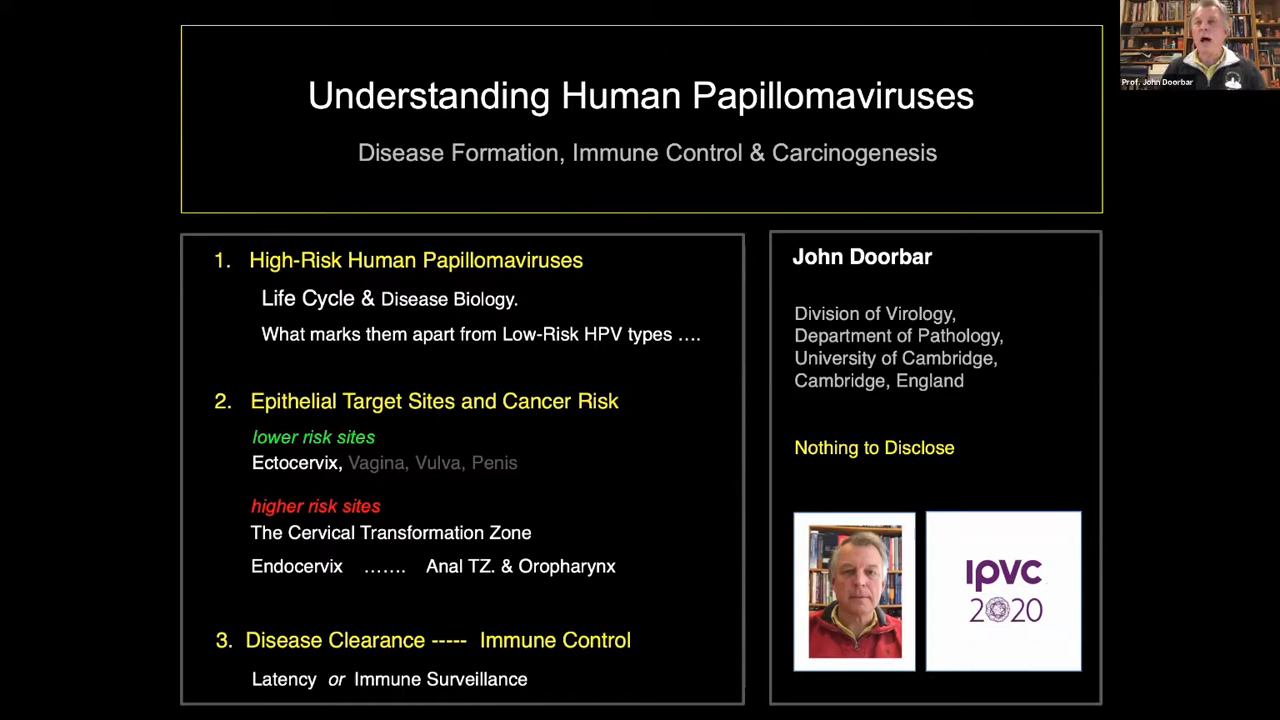 Understanding Human Papillomaviruses
Disease Formation, Immune Control & Carcinogenesis
Prof. John Doorbar
1. High-Risk Human Papillomaviruses
Life Cycle & Disease Biology.
What marks them apart from Low-Risk HPV types ....
2. Epithelial Target Sites and Cancer Risk
lower risk sites
Ectocervix, Vagina, Vulva, Penis
higher risk sites
The Cervical Transformation Zone
Endocervix ....... Anal TZ. & Oropharynx
3. Disease Clearance ----- Immune Control
Latency or Immune Surveillance
John Doorbar
Division of Virology,
Department of Pathology,
University of Cambridge,
Cambridge, England
Nothing to Disclose
IPVC
2020